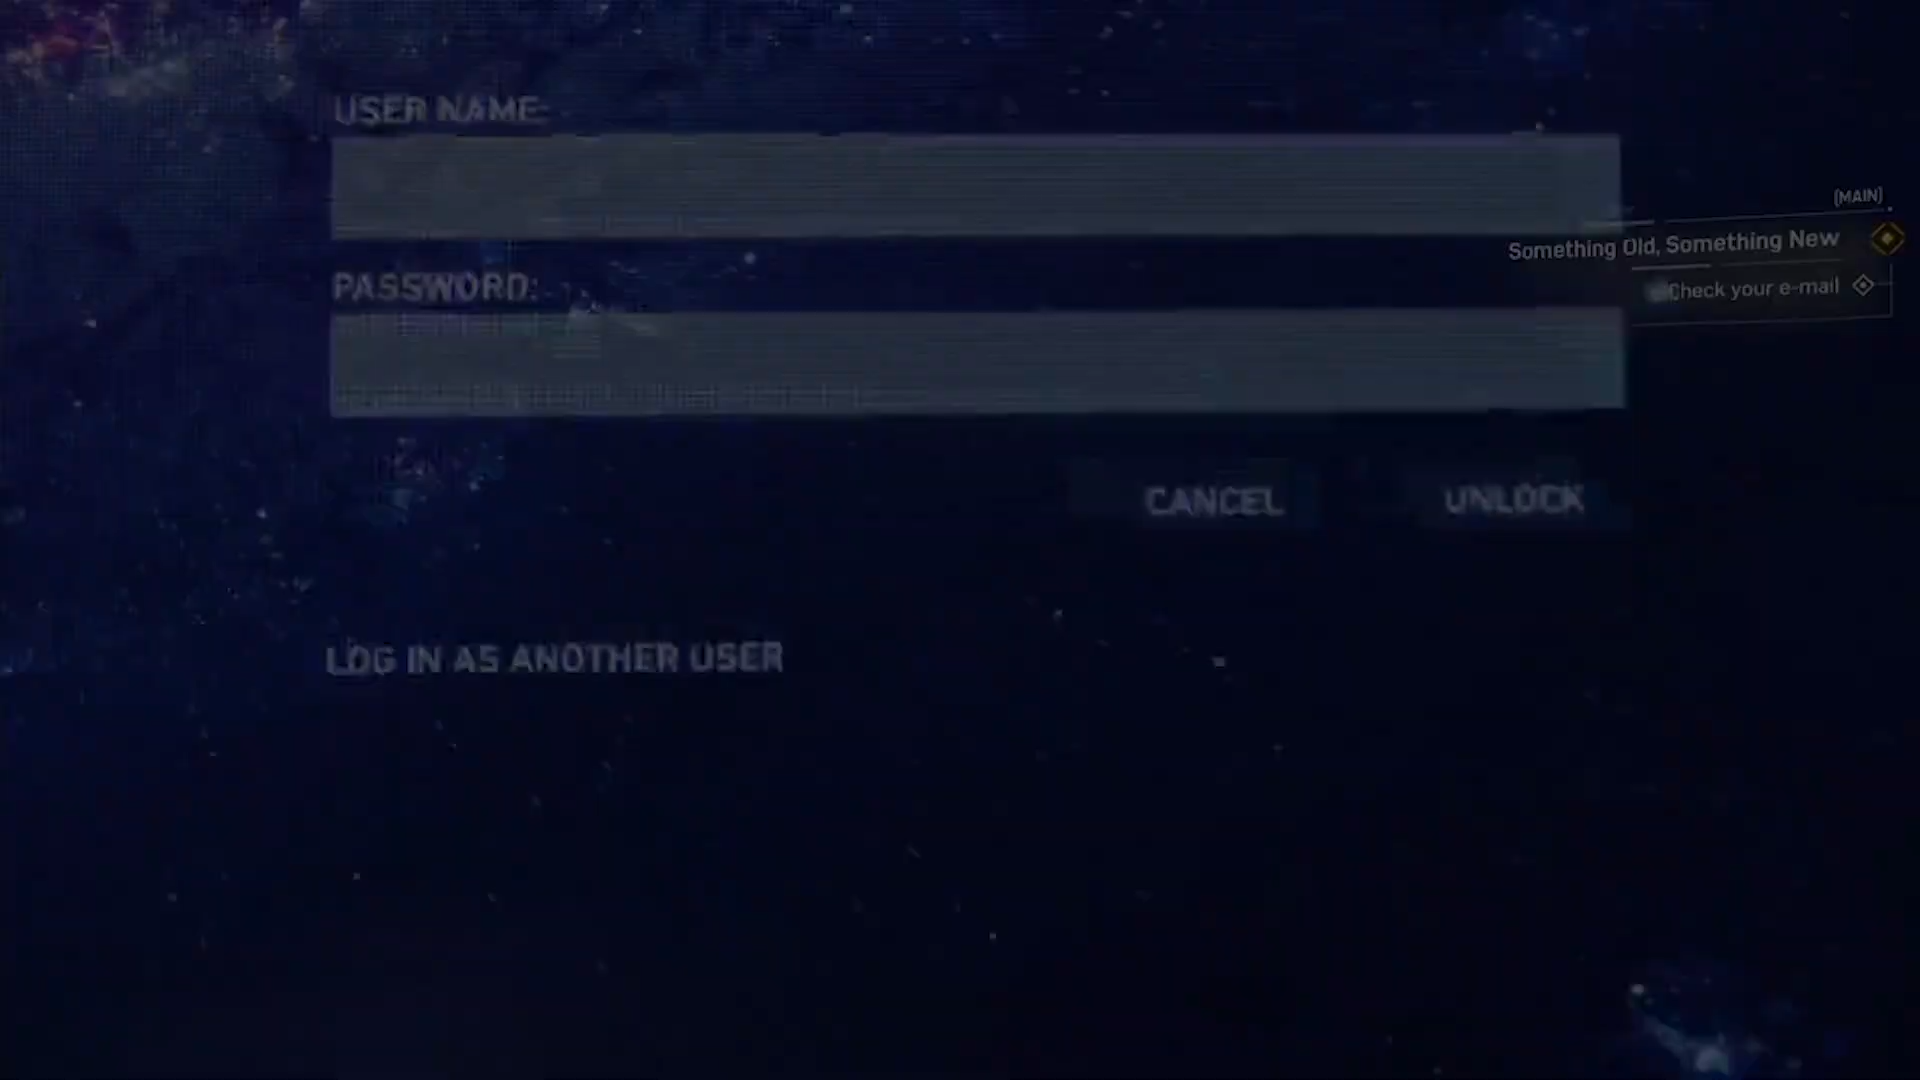 USER NAME:
(MAIN)
Something Old, Something New
PASSWORD:
Check your e-mail
CANCEL
UNLOCK
LOG IN AS ANOTHER USER